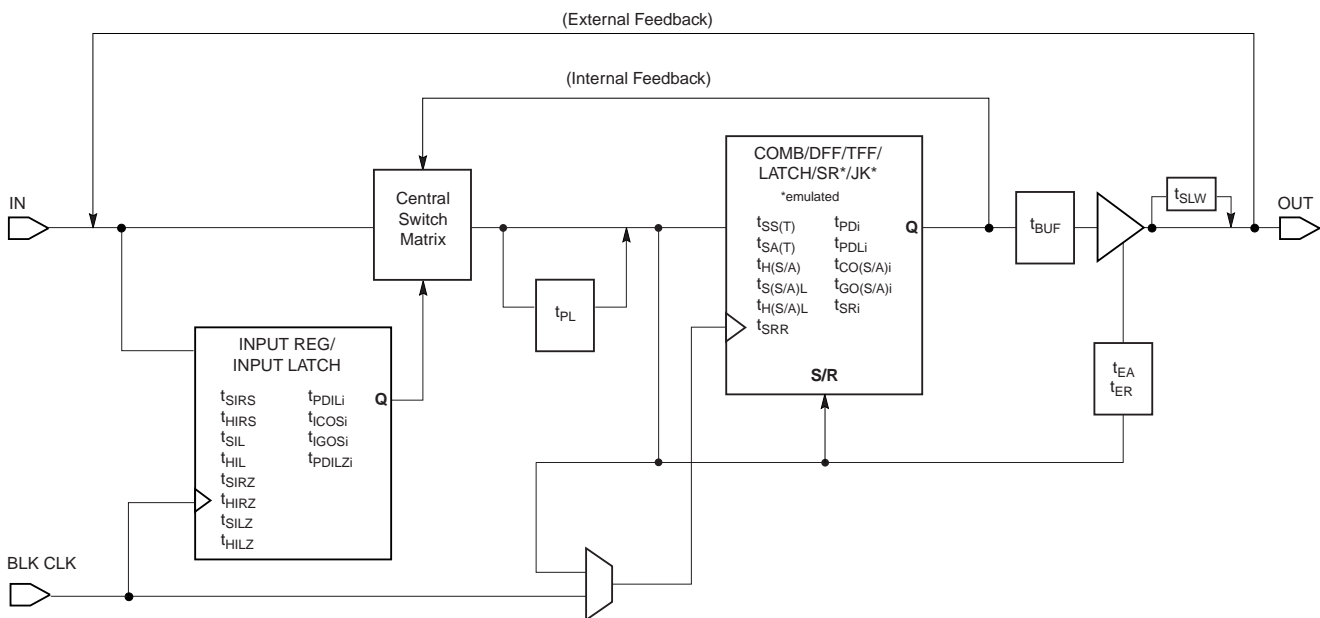 (External Feedback)
(Internal Feedback)
IN
Central
Switch
Matrix
COMB/DFF/TFF/
LATCH/SR*/JK*
*emulated
tSS(T) tPDi
tSA(T) tPDLi
tH(S/A) tCO(S/A)i
tS(S/A)L tGO(S/A)i
tH(S/A)L tSRi
tSRR
Q
S/R
tBUF
tSLW
OUT
tPL
tEA
tER
INPUT REG/
INPUT LATCH
tSIRS tPDILi
tHIRS tICOSi
tSIL tIGOSi
tHIL tPDILZi
tSIRZ
tHIRZ
tSILZ
tHILZ
Q
BLK CLK